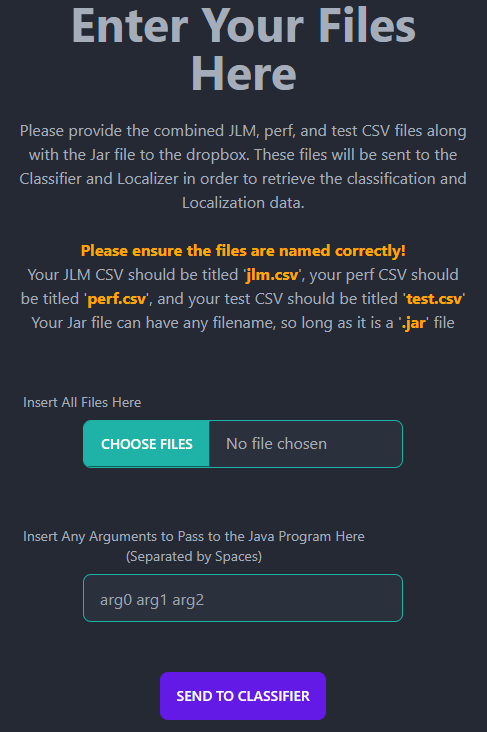 Enter Your Files
Here
Please provide the combined JLM, perf, and test CSV files along
with the Jar file to the dropbox. These files will be sent to the
Classifier and Localizer in order to retrieve the classification and
Localization data.
Please ensure the files are named correctly!
Your JLM CSV should be titled 'jlm.csv', your perf CSV should
be titled 'perf.csv', and your test CSV should be titled 'test.csv'
Your Jar file can have any filename, so long as it is a '.jar' file
Insert All Files Here
CHOOSE FILES No file chosen
Insert Any Arguments to Pass to the Java Program Here
(Separated by Spaces)
arg0 arg1 arg2
SEND TO CLASSIFIER